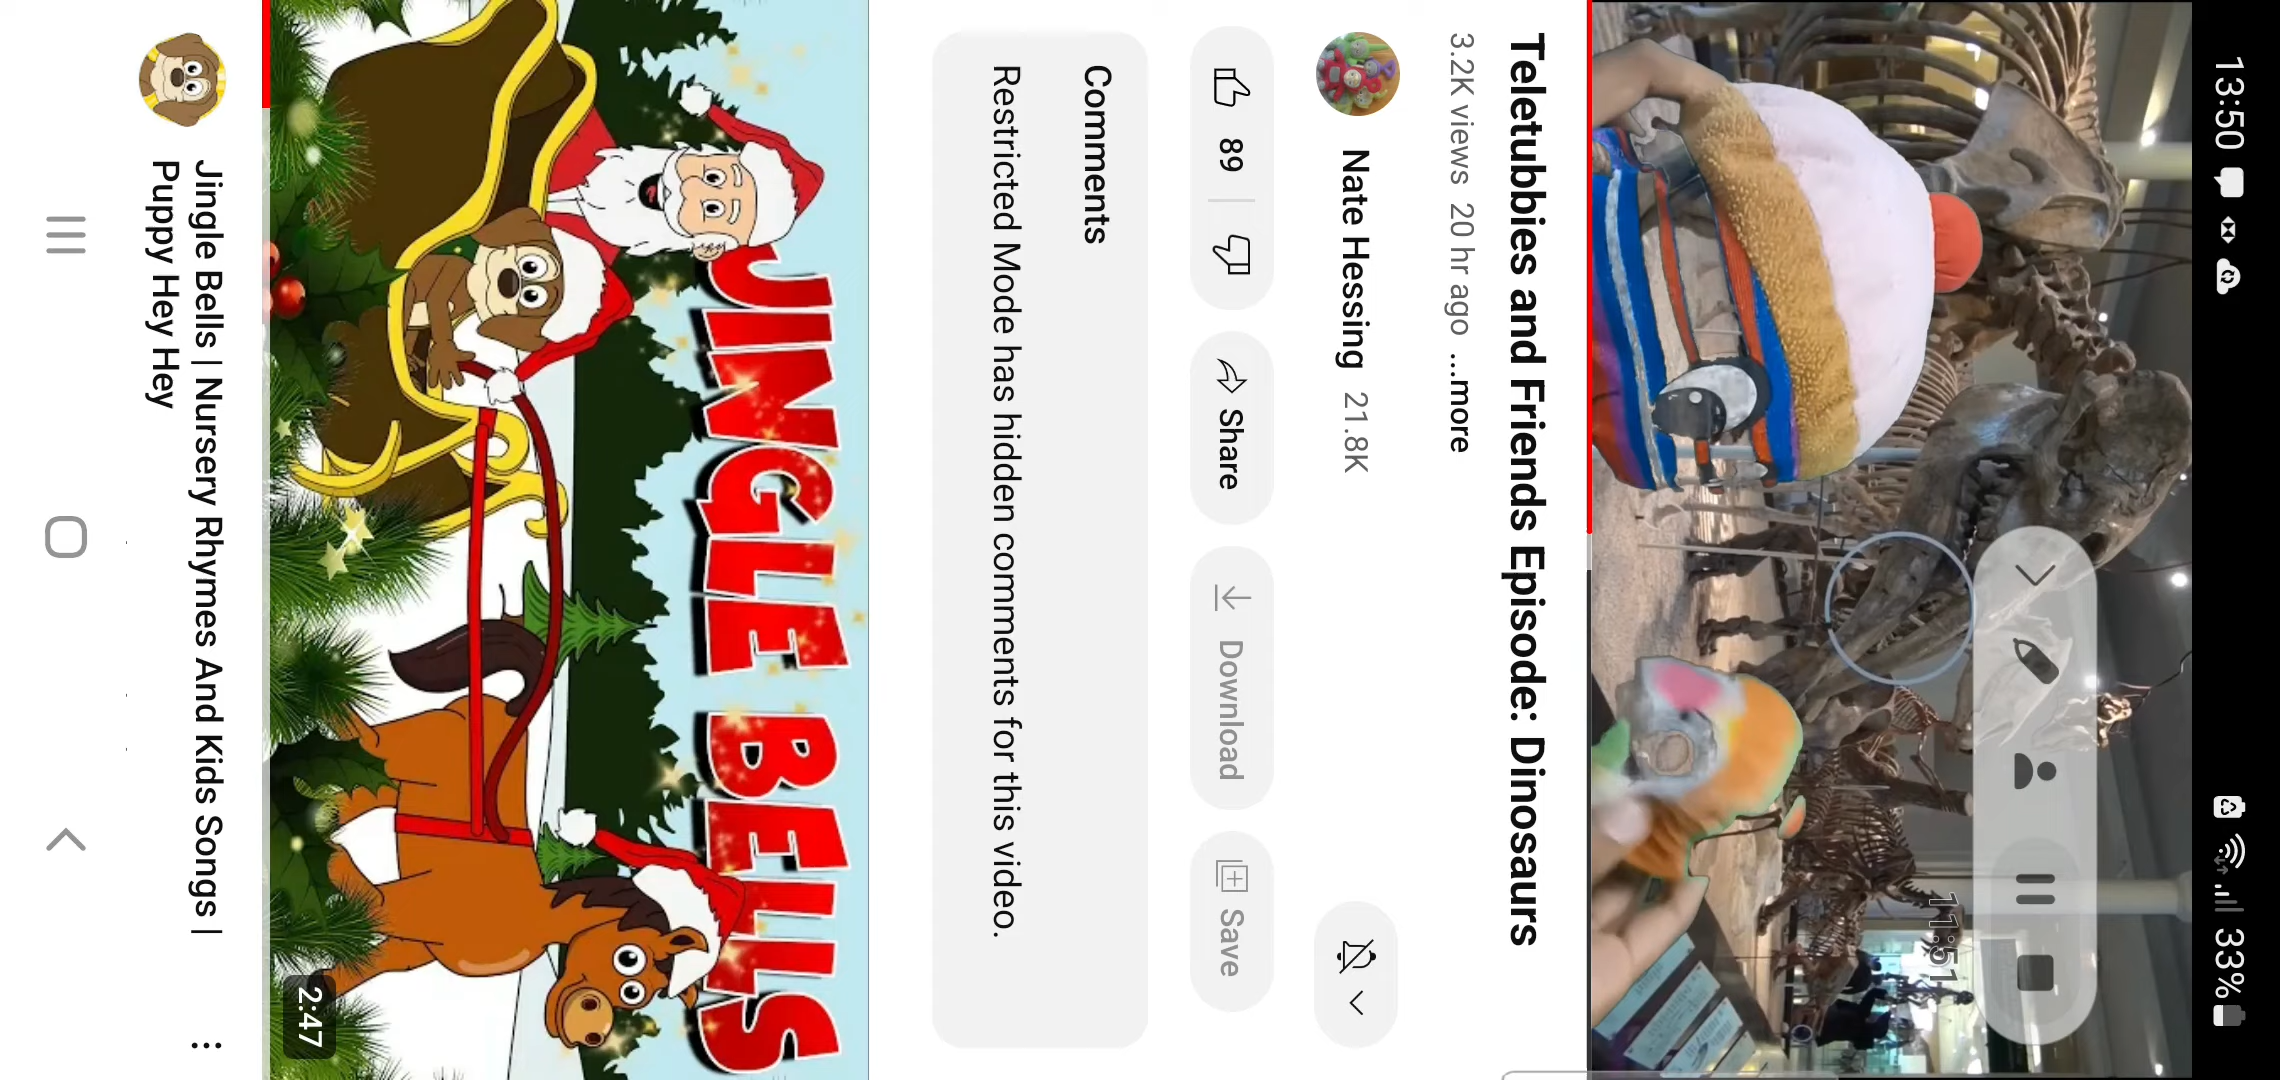 13:50
33%
11:51
Teletubbies and Friends Episode: Dinosaurs
3.2K views 20 hr ago ...more
Nate Hessing 21.8K
89
Share
Download
Save
Comments
Restricted Mode has hidden comments for this video.
JINGLE BELLS
2:47
Jingle Bells | Nursery Rhymes And Kids Songs |
Puppy Hey Hey